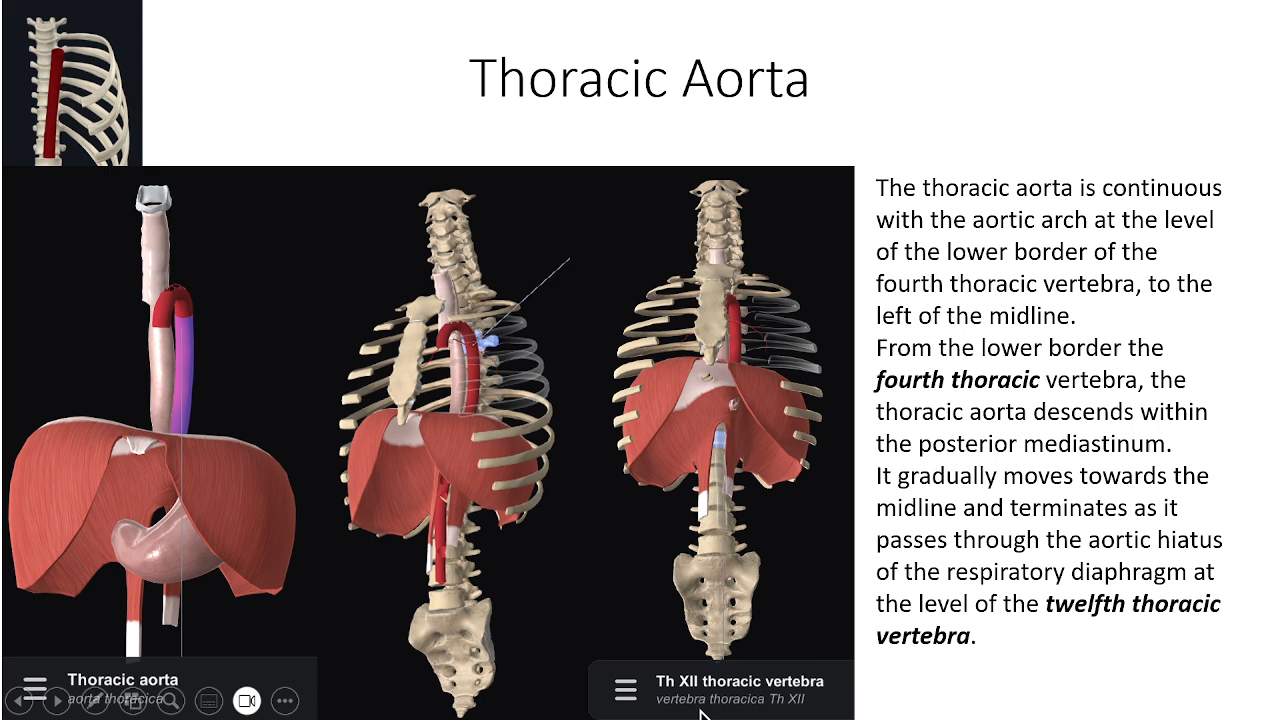 Thoracic Aorta
The thoracic aorta is continuous
with the aortic arch at the level
of the lower border of the
fourth thoracic vertebra, to the
left of the midline.
From the lower border the
fourth thoracic vertebra, the
thoracic aorta descends within
the posterior mediastinum.
It gradually moves towards the
midline and terminates as it
passes through the aortic hiatus
of the respiratory diaphragm at
the level of the twelfth thoracic
vertebra.
Thoracic aorta
aorta thoracica
Th XII thoracic vertebra
vertebra thoracica Th XII